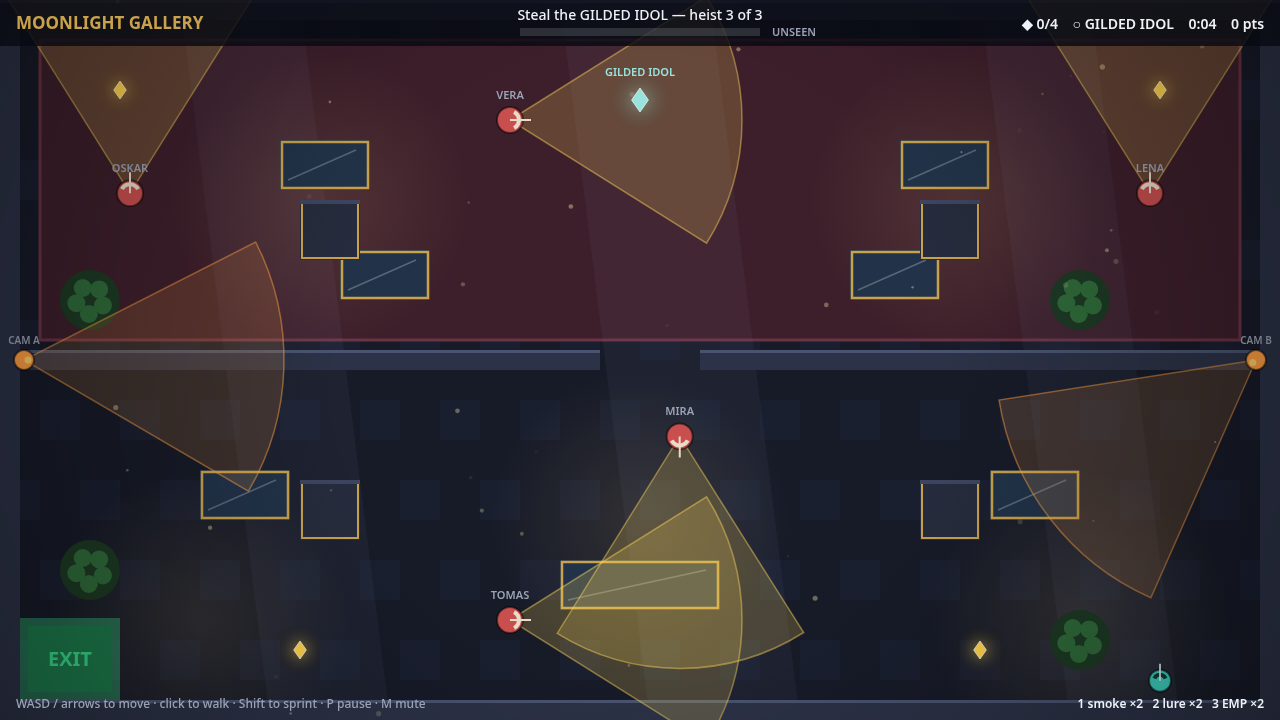 MOONLIGHT GALLERY
Steal the GILDED IDOL — heist 3 of 3
UNSEEN
◆ 0/4 ○ GILDED IDOL 0:04 0 pts
GILDED IDOL
VERA
OSKAR
LENA
CAM A
CAM B
MIRA
TOMAS
EXIT
WASD / arrows to move · click to walk · Shift to sprint · P pause · M mute
1 smoke ×2 2 lure ×2 3 EMP ×2